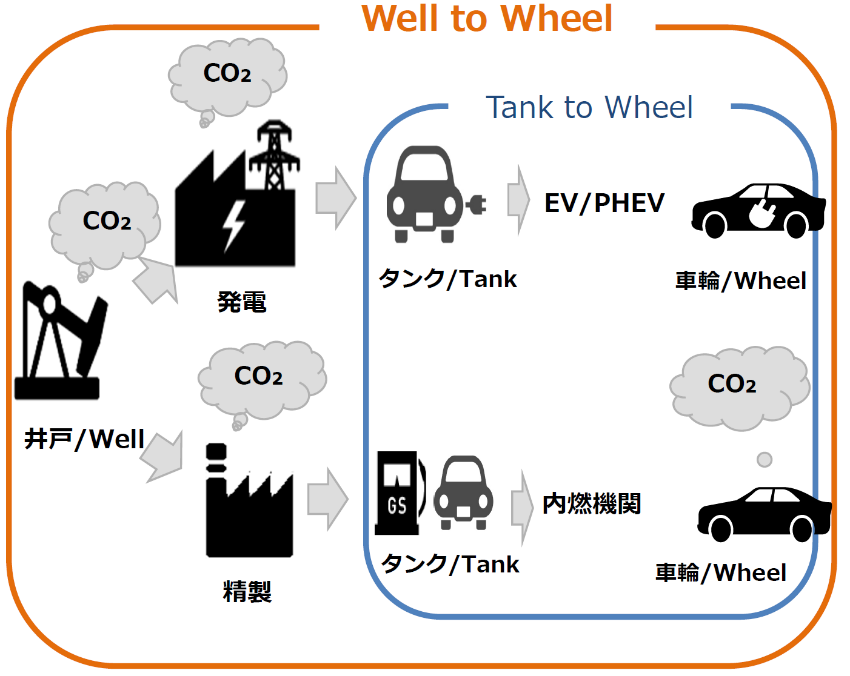 Well to Wheel
CO₂
Tank to Wheel
CO₂
EV/PHEV
タンク/Tank
車輪/Wheel
発電
CO₂
CO₂
井戸/Well
GS
内燃機関
タンク/Tank
車輪/Wheel
精製